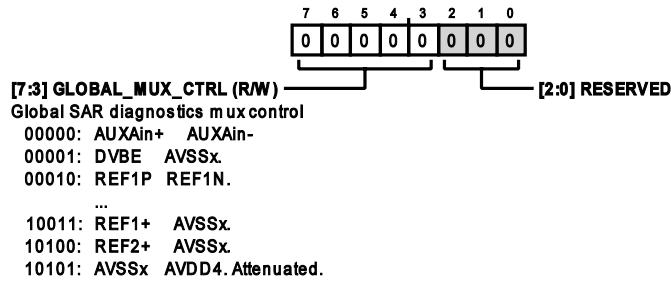 7 6 5 4 3 2 1 0
0 0 0 0 0 0 0 0
[7:3] GLOBAL_MUX_CTRL (R/W) [2:0] RESERVED
Global SAR diagnostics mux control
00000: AUXAin+ AUXAin-
00001: DVBE AVSSx.
00010: REF1P REF1N.
...
10011: REF1+ AVSSx.
10100: REF2+ AVSSx.
10101: AVSSx AVDD4. Attenuated.